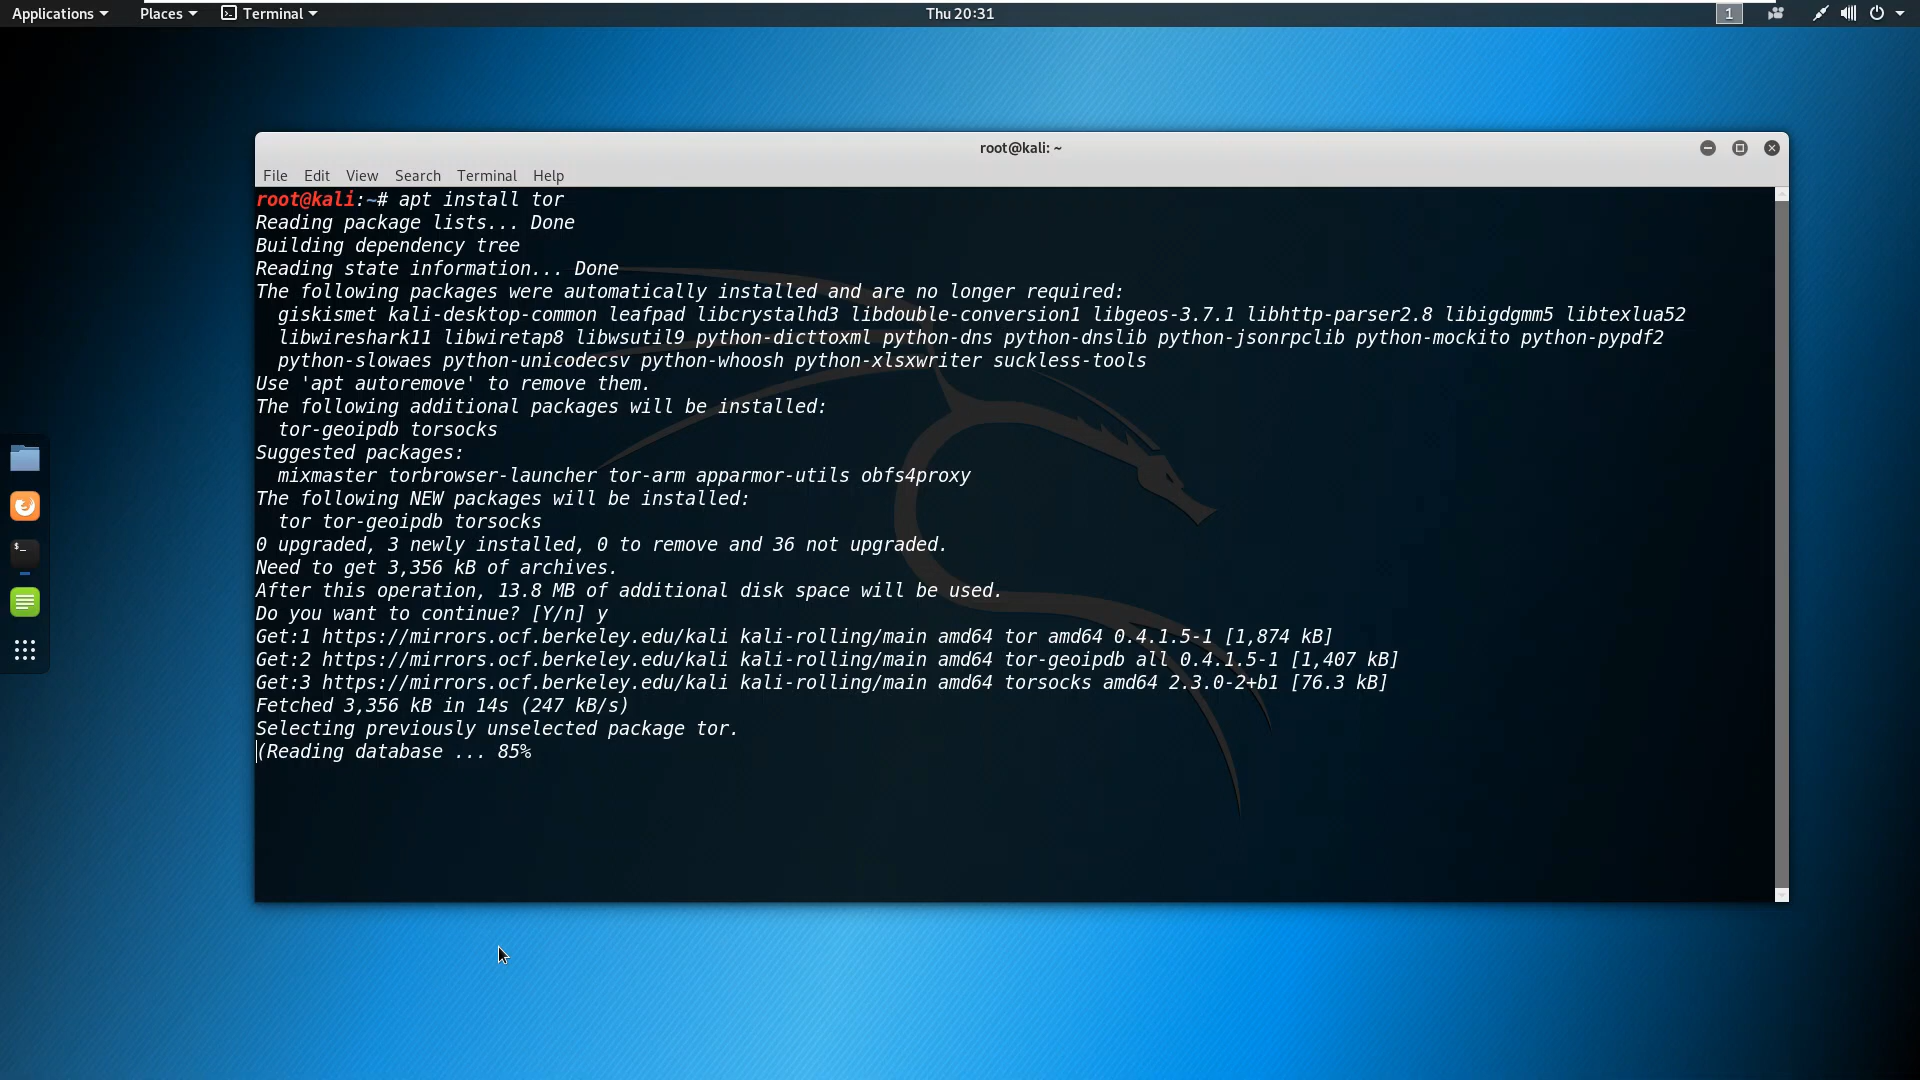 Applications Places Terminal Thu 20:31 1
root@kali: ~
File Edit View Search Terminal Help
root@kali:~# apt install tor
Reading package lists... Done
Building dependency tree
Reading state information... Done
The following packages were automatically installed and are no longer required:
  giskismet kali-desktop-common leafpad libcrystalhd3 libdouble-conversion1 libgeos-3.7.1 libhttp-parser2.8 libigdgmm5 libtexlua52
  libwireshark11 libwiretap8 libwsutil9 python-dicttoxml python-dns python-dnslib python-jsonrpclib python-mockito python-pypdf2
  python-slowaes python-unicodecsv python-whoosh python-xlsxwriter suckless-tools
Use 'apt autoremove' to remove them.
The following additional packages will be installed:
  tor-geoipdb torsocks
Suggested packages:
  mixmaster torbrowser-launcher tor-arm apparmor-utils obfs4proxy
The following NEW packages will be installed:
  tor tor-geoipdb torsocks
0 upgraded, 3 newly installed, 0 to remove and 36 not upgraded.
Need to get 3,356 kB of archives.
After this operation, 13.8 MB of additional disk space will be used.
Do you want to continue? [Y/n] y
Get:1 https://mirrors.ocf.berkeley.edu/kali kali-rolling/main amd64 tor amd64 0.4.1.5-1 [1,874 kB]
Get:2 https://mirrors.ocf.berkeley.edu/kali kali-rolling/main amd64 tor-geoipdb all 0.4.1.5-1 [1,407 kB]
Get:3 https://mirrors.ocf.berkeley.edu/kali kali-rolling/main amd64 torsocks amd64 2.3.0-2+b1 [76.3 kB]
Fetched 3,356 kB in 14s (247 kB/s)
Selecting previously unselected package tor.
(Reading database ... 85%